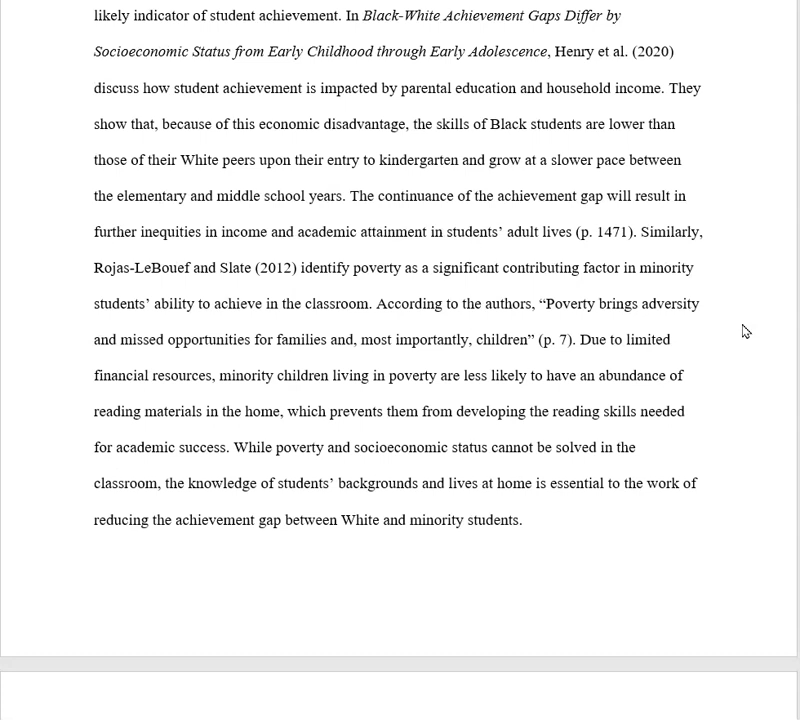 likely indicator of student achievement. In Black-White Achievement Gaps Differ by
Socioeconomic Status from Early Childhood through Early Adolescence, Henry et al. (2020)
discuss how student achievement is impacted by parental education and household income. They
show that, because of this economic disadvantage, the skills of Black students are lower than
those of their White peers upon their entry to kindergarten and grow at a slower pace between
the elementary and middle school years. The continuance of the achievement gap will result in
further inequities in income and academic attainment in students’ adult lives (p. 1471). Similarly,
Rojas-LeBouef and Slate (2012) identify poverty as a significant contributing factor in minority
students’ ability to achieve in the classroom. According to the authors, “Poverty brings adversity
and missed opportunities for families and, most importantly, children” (p. 7). Due to limited
financial resources, minority children living in poverty are less likely to have an abundance of
reading materials in the home, which prevents them from developing the reading skills needed
for academic success. While poverty and socioeconomic status cannot be solved in the
classroom, the knowledge of students’ backgrounds and lives at home is essential to the work of
reducing the achievement gap between White and minority students.